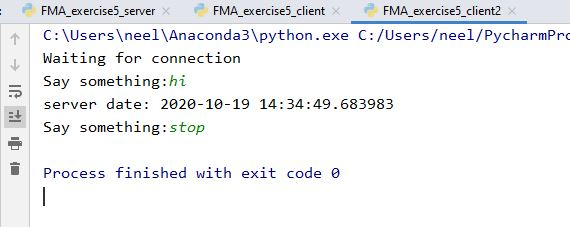 FMA_exercise5_server FMA_exercise5_client FMA_exercise5_client2
C:\Users\neel\Anaconda3\python.exe C:/Users/neel/PycharmPro
Waiting for connection
Say something:hi
server date: 2020-10-19 14:34:49.683983
Say something:stop
Process finished with exit code 0